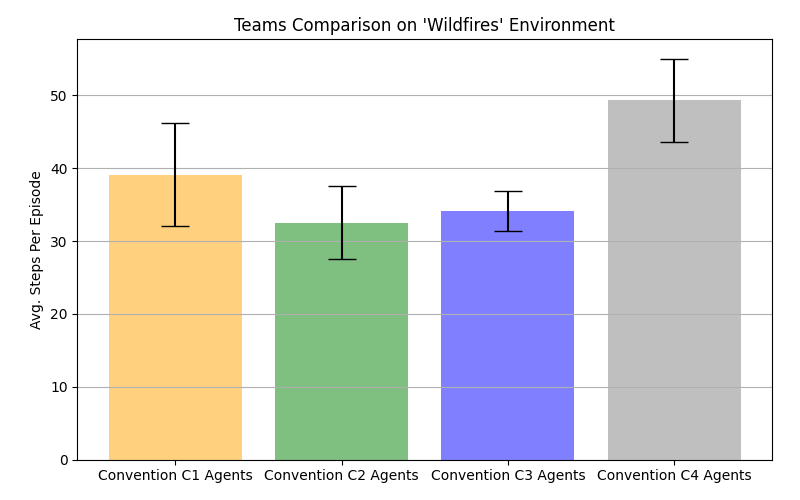 Teams Comparison on 'Wildfires' Environment
Avg. Steps Per Episode
50
40
30
20
10
0
Convention C1 Agents Convention C2 Agents Convention C3 Agents Convention C4 Agents